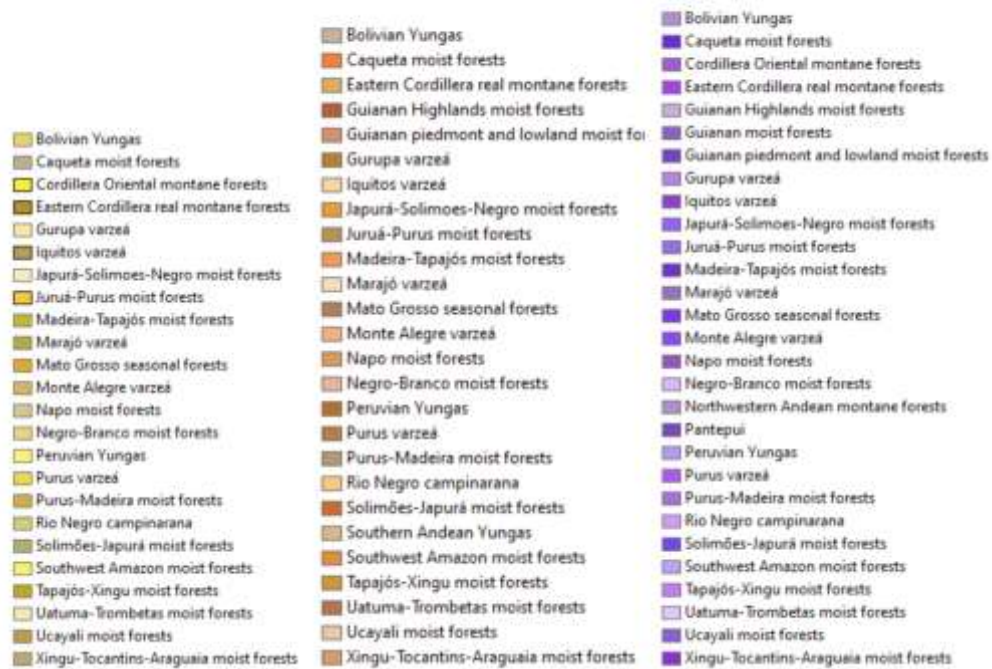 Bolivian Yungas
Caqueta moist forests
Cordillera Oriental montane forests
Eastern Cordillera real montane forests
Gurupa varzeá
Iquitos varzeá
Japurá-Solimoes-Negro moist forests
Juruá-Purus moist forests
Madeira-Tapajós moist forests
Marajó varzeá
Mato Grosso seasonal forests
Monte Alegre varzeá
Napo moist forests
Negro-Branco moist forests
Peruvian Yungas
Purus varzeá
Purus-Madeira moist forests
Rio Negro campinarana
Solimões-Japurá moist forests
Southwest Amazon moist forests
Tapajós-Xingu moist forests
Uatuma-Trombetas moist forests
Ucayali moist forests
Xingu-Tocantins-Araguaia moist forests
Bolivian Yungas
Caqueta moist forests
Eastern Cordillera real montane forests
Guianan Highlands moist forests
Guianan piedmont and lowland moist for
Gurupa varzeá
Iquitos varzeá
Japurá-Solimoes-Negro moist forests
Juruá-Purus moist forests
Madeira-Tapajós moist forests
Marajó varzeá
Mato Grosso seasonal forests
Monte Alegre varzeá
Napo moist forests
Negro-Branco moist forests
Peruvian Yungas
Purus varzeá
Purus-Madeira moist forests
Rio Negro campinarana
Solimões-Japurá moist forests
Southern Andean Yungas
Southwest Amazon moist forests
Tapajós-Xingu moist forests
Uatuma-Trombetas moist forests
Ucayali moist forests
Xingu-Tocantins-Araguaia moist forests
Bolivian Yungas
Caqueta moist forests
Cordillera Oriental montane forests
Eastern Cordillera real montane forests
Guianan Highlands moist forests
Guianan moist forests
Guianan piedmont and lowland moist forests
Gurupa varzeá
Iquitos varzeá
Japurá-Solimoes-Negro moist forests
Juruá-Purus moist forests
Madeira-Tapajós moist forests
Marajó varzeá
Mato Grosso seasonal forests
Monte Alegre varzeá
Napo moist forests
Negro-Branco moist forests
Northwestern Andean montane forests
Pantepui
Peruvian Yungas
Purus varzeá
Purus-Madeira moist forests
Rio Negro campinarana
Solimões-Japurá moist forests
Southwest Amazon moist forests
Tapajós-Xingu moist forests
Uatuma-Trombetas moist forests
Ucayali moist forests
Xingu-Tocantins-Araguaia moist forests